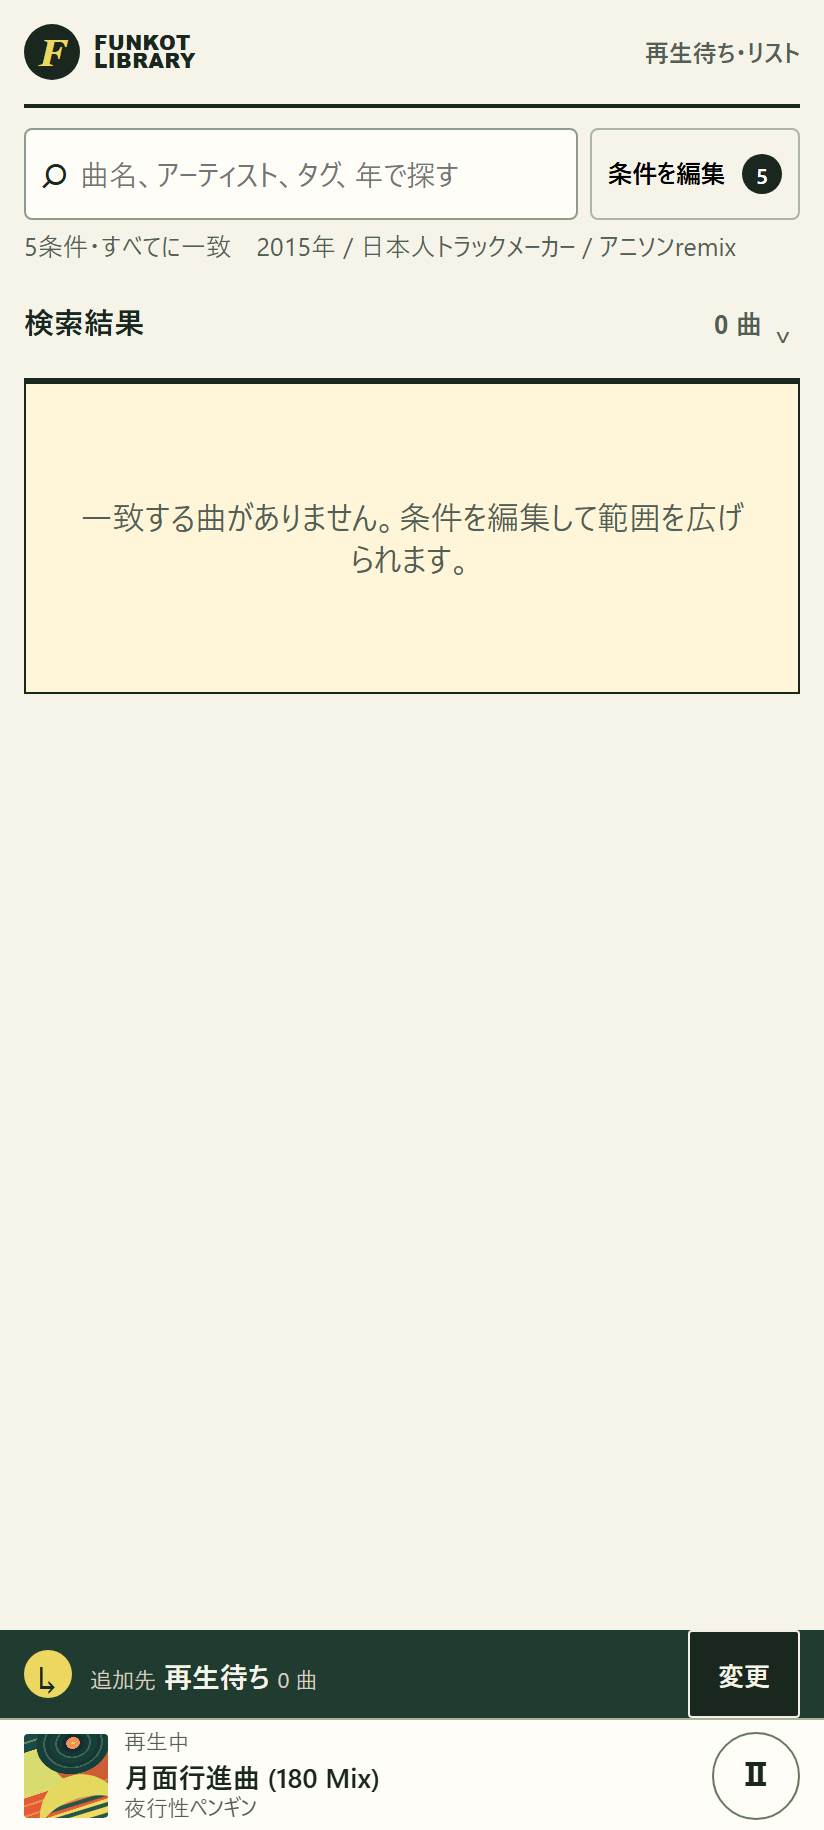 F FUNKOT
LIBRARY
再生待ち・リスト
曲名、アーティスト、タグ、年で探す
条件を編集 5
5条件・すべてに一致 2015年 / 日本人トラックメーカー / アニソンremix
検索結果
0 曲
一致する曲がありません。条件を編集して範囲を広げ
られます。
追加先 再生待ち 0 曲
変更
再生中
月面行進曲 (180 Mix)
夜行性ペンギン